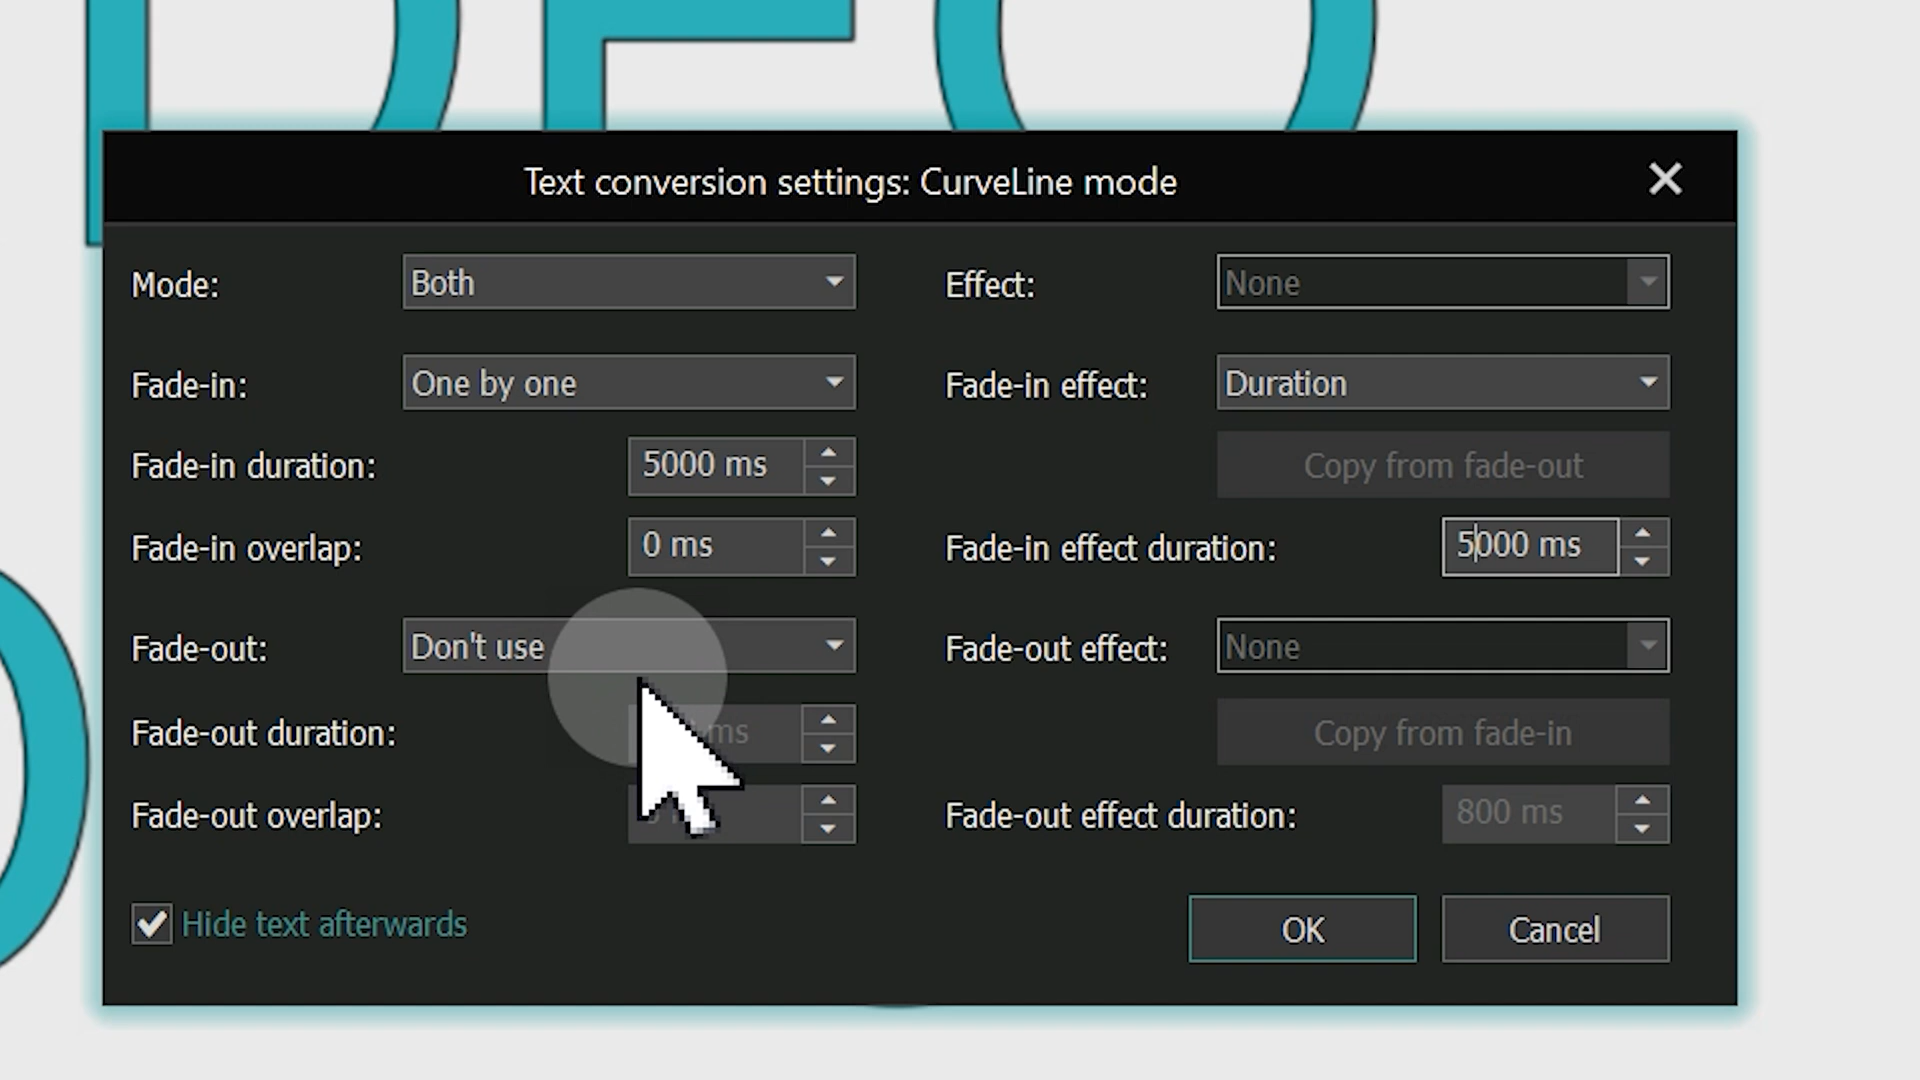 Text conversion settings: CurveLine mode
Mode: Both Effect: None
Fade-in: One by one Fade-in effect: Duration
Fade-in duration: 5000 ms Copy from fade-out
Fade-in overlap: 0 ms Fade-in effect duration: 5000 ms
Fade-out: Don't use Fade-out effect: None
Fade-out duration: ms Copy from fade-in
Fade-out overlap: Fade-out effect duration: 800 ms
Hide text afterwards OK Cancel